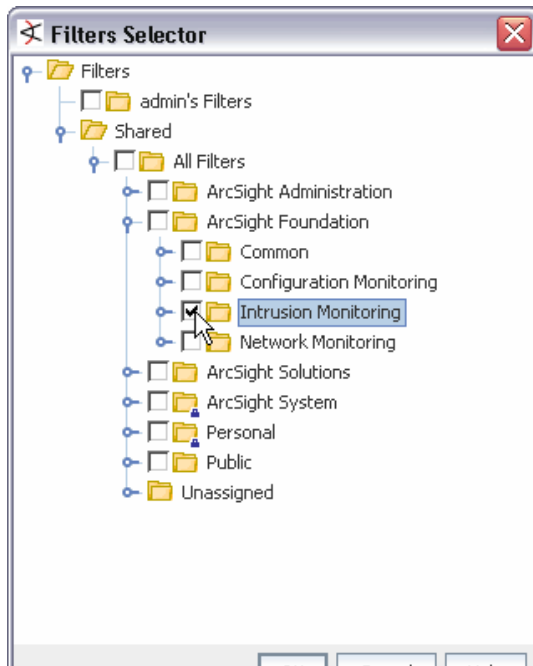 Filters Selector
Filters
admin's Filters
Shared
All Filters
ArcSight Administration
ArcSight Foundation
Common
Configuration Monitoring
Intrusion Monitoring
Network Monitoring
ArcSight Solutions
ArcSight System
Personal
Public
Unassigned